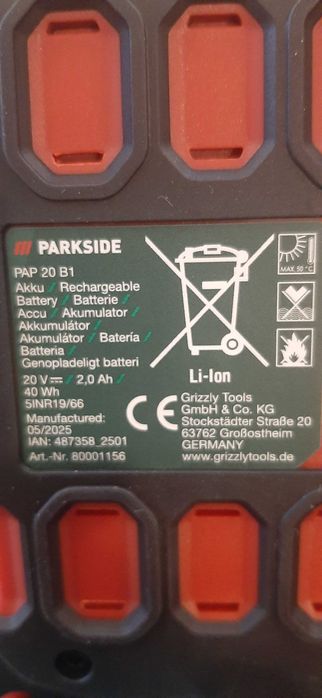 PARKSIDE
PAP 20 B1
Akku / Rechargeable
Battery / Batterie /
Accu / Akumulator /
Akkumulátor /
Akumulátor / Batería /
Batteria /
Genopladeligt batteri
20 V / 2,0 Ah /
40 Wh
5INR19/66
Manufactured:
05/2025
IAN: 487358_2501
Art.-Nr. 80001156
MAX. 50 °C
Li-Ion
CE
Grizzly Tools
GmbH & Co. KG
Stockstädter Straße 20
63762 Großostheim
GERMANY
www.grizzlytools.de